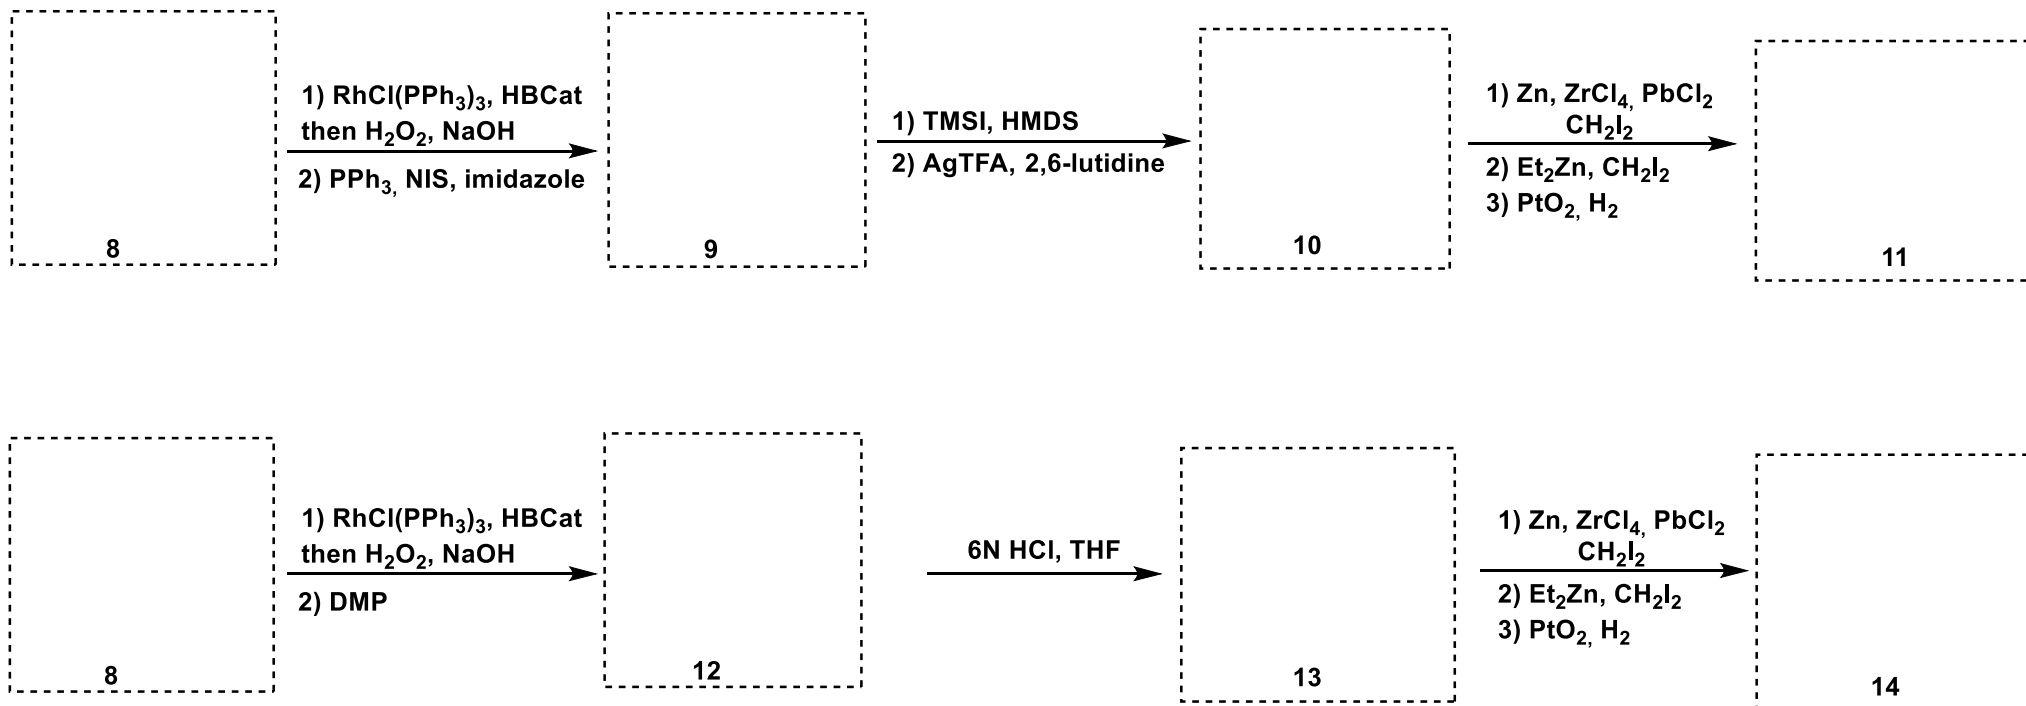 1) RhCl(PPh₃)₃, HBCat
then H₂O₂, NaOH
2) PPh₃, NIS, imidazole
8
9
1) TMSI, HMDS
2) AgTFA, 2,6-lutidine
10
1) Zn, ZrCl₄, PbCl₂
CH₂I₂
2) Et₂Zn, CH₂I₂
3) PtO₂, H₂
11
1) RhCl(PPh₃)₃, HBCat
then H₂O₂, NaOH
2) DMP
8
12
6N HCl, THF
13
1) Zn, ZrCl₄, PbCl₂
CH₂I₂
2) Et₂Zn, CH₂I₂
3) PtO₂, H₂
14